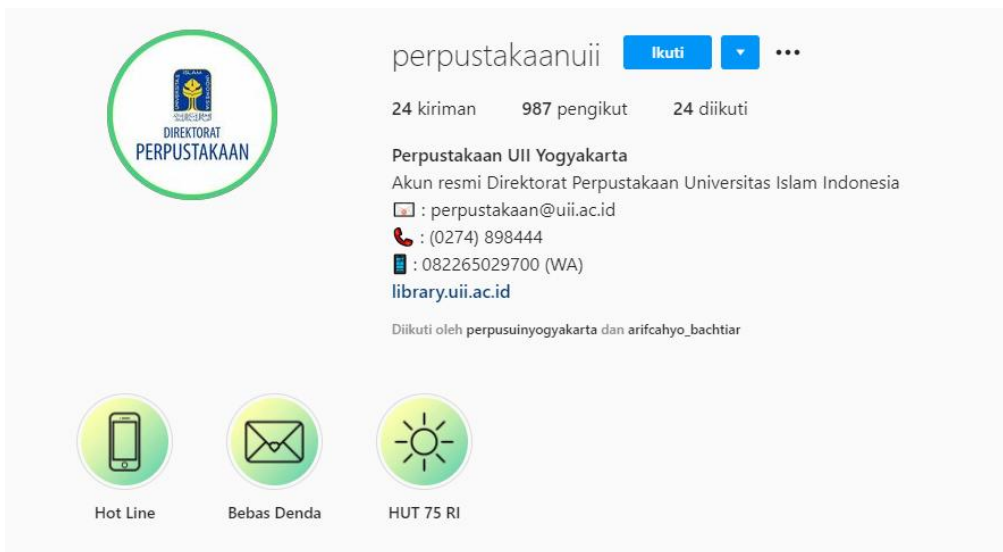 perpustakaanuii Ikuti
24 kiriman 987 pengikut 24 diikuti
ISLAM
DIREKTORAT
PERPUSTAKAAN
Perpustakaan UII Yogyakarta
Akun resmi Direktorat Perpustakaan Universitas Islam Indonesia
: perpustakaan@uii.ac.id
: (0274) 898444
: 082265029700 (WA)
library.uii.ac.id
Diikuti oleh perpusuinyogyakarta dan arifcahyo_bachtiar
Hot Line Bebas Denda HUT 75 RI